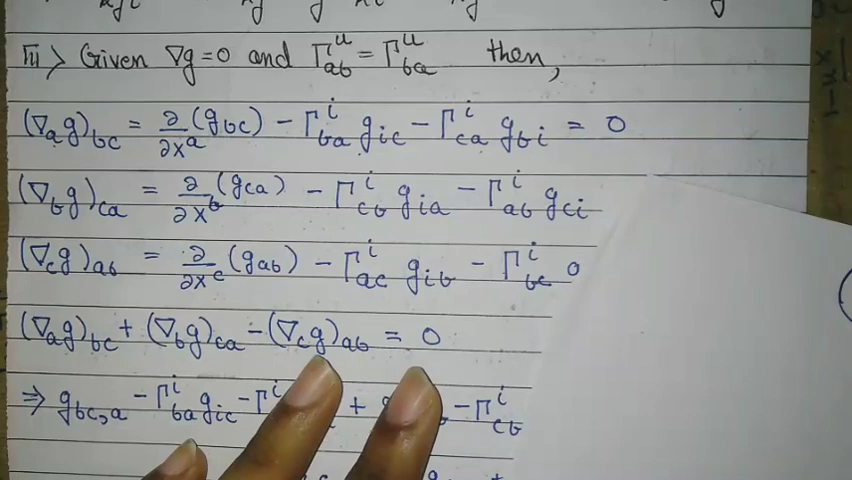 III > Given ∇g=0 and Γ^u_ab = Γ^u_ba then,
(∇_a g)_bc = ∂/∂x^a (g_bc) − Γ^i_ba g_ic − Γ^i_ca g_bi = 0
(∇_b g)_ca = ∂/∂x^b (g_ca) − Γ^i_cb g_ia − Γ^i_ab g_ci
(∇_c g)_ab = ∂/∂x^c (g_ab) − Γ^i_ac g_ib − Γ^i_bc
(∇_a g)_bc + (∇_b g)_ca − (∇_c g)_ab = 0
⇒ g_bc,a − Γ^i_ba g_ic − Γ^i + − Γ^i_cb